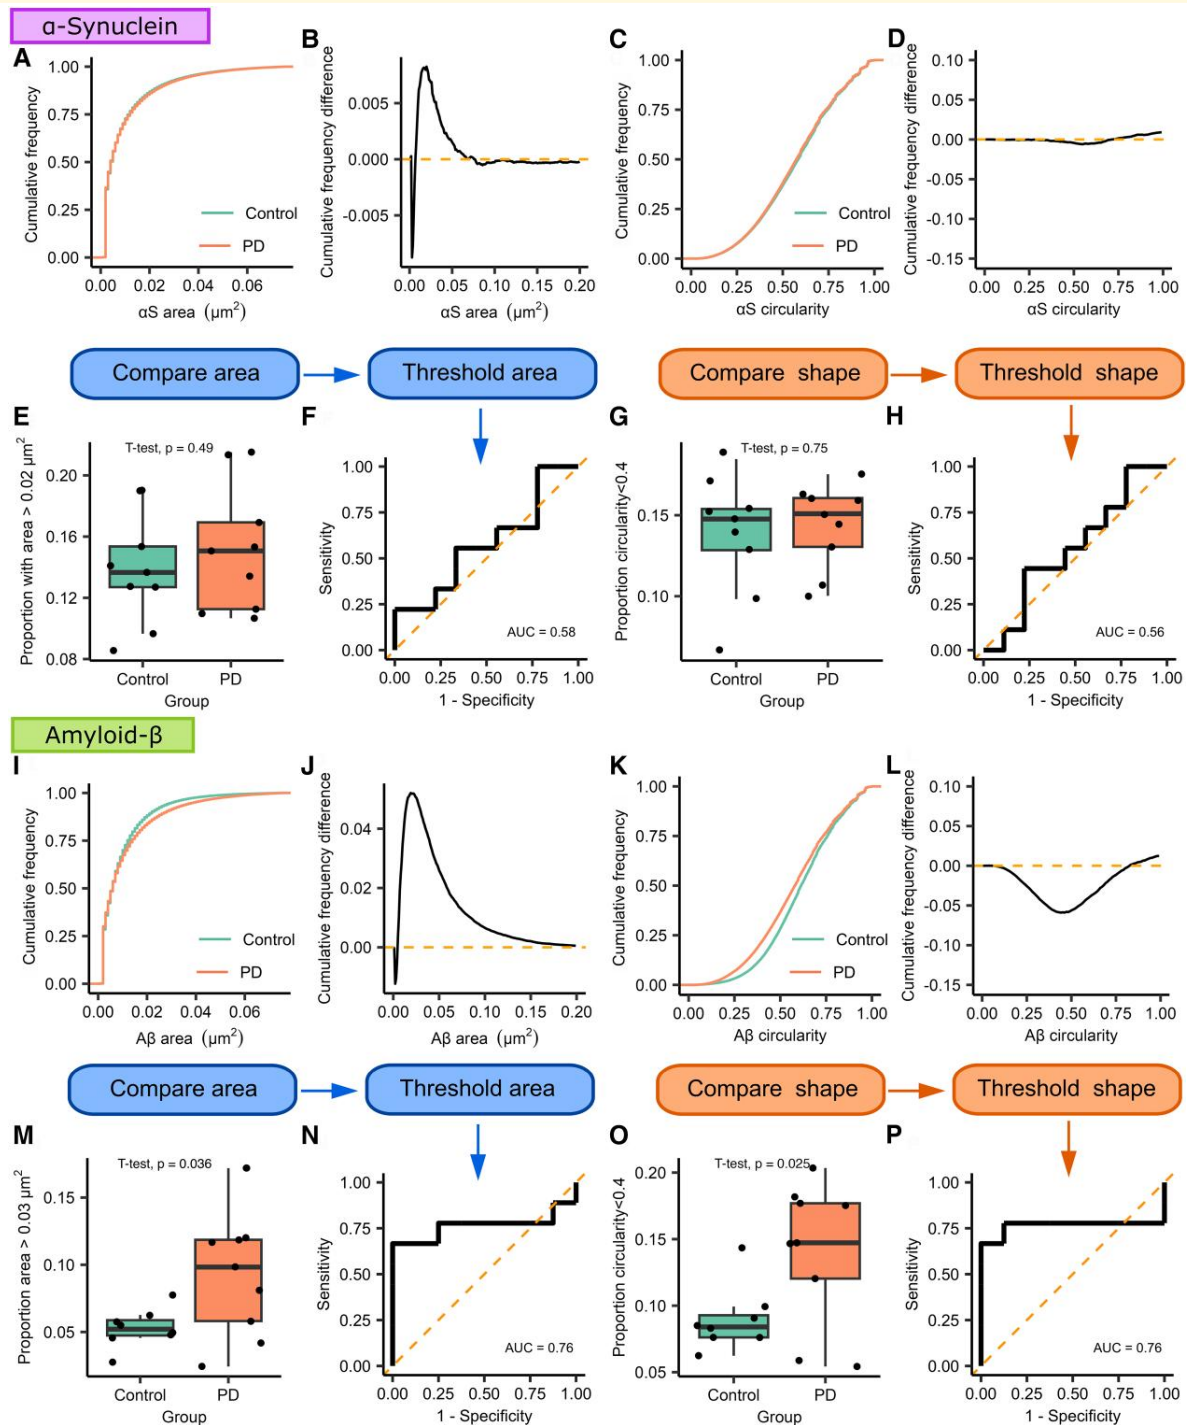 α-Synuclein
A
Cumulative frequency
1.00
0.75
0.50
0.25
0.00
Control
PD
0.00 0.02 0.04 0.06
αS area (μm²)
B
Cumulative frequency difference
0.005
0.000
-0.005
0.00 0.05 0.10 0.15 0.20
αS area (μm²)
C
Cumulative frequency
1.00
0.75
0.50
0.25
0.00
Control
PD
0.00 0.25 0.50 0.75 1.00
αS circularity
D
Cumulative frequency difference
0.10
0.05
0.00
-0.05
-0.10
-0.15
0.00 0.25 0.50 0.75 1.00
αS circularity
Compare area
Threshold area
Compare shape
Threshold shape
E
Proportion with area > 0.02 μm²
T-test, p = 0.49
0.20
0.16
0.12
0.08
Control PD
Group
F
Sensitivity
1.00
0.75
0.50
0.25
0.00
AUC = 0.58
0.00 0.25 0.50 0.75 1.00
1 - Specificity
G
Proportion circularity<0.4
T-test, p = 0.75
0.15
0.10
Control PD
Group
H
Sensitivity
1.00
0.75
0.50
0.25
0.00
AUC = 0.56
0.00 0.25 0.50 0.75 1.00
1 - Specificity
Amyloid-β
I
Cumulative frequency
1.00
0.75
0.50
0.25
0.00
Control
PD
0.00 0.02 0.04 0.06
Aβ area (μm²)
J
Cumulative frequency difference
0.04
0.02
0.00
0.00 0.05 0.10 0.15 0.20
Aβ area (μm²)
K
Cumulative frequency
1.00
0.75
0.50
0.25
0.00
Control
PD
0.00 0.25 0.50 0.75 1.00
Aβ circularity
L
Cumulative frequency difference
0.10
0.05
0.00
-0.05
-0.10
-0.15
0.00 0.25 0.50 0.75 1.00
Aβ circularity
Compare area
Threshold area
Compare shape
Threshold shape
M
Proportion area > 0.03 μm²
T-test, p = 0.036
0.15
0.10
0.05
Control PD
Group
N
Sensitivity
1.00
0.75
0.50
0.25
0.00
AUC = 0.76
0.00 0.25 0.50 0.75 1.00
1 - Specificity
O
Proportion circularity<0.4
T-test, p = 0.025
0.20
0.15
0.10
0.05
Control PD
Group
P
Sensitivity
1.00
0.75
0.50
0.25
0.00
AUC = 0.76
0.00 0.25 0.50 0.75 1.00
1 - Specificity